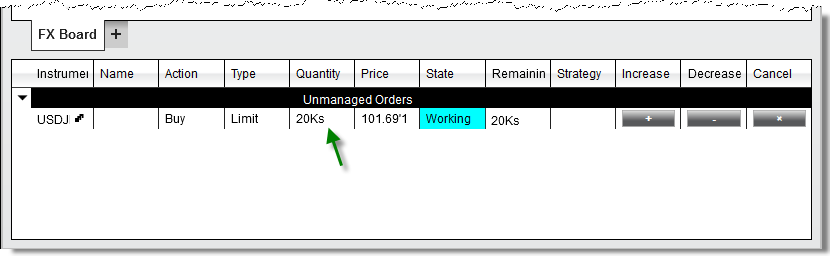 FX Board +
Instrumer Name Action Type Quantity Price State Remainin Strategy Increase Decrease Cancel
Unmanaged Orders
USDJ Buy Limit 20Ks 101.69'1 Working 20Ks + - ×